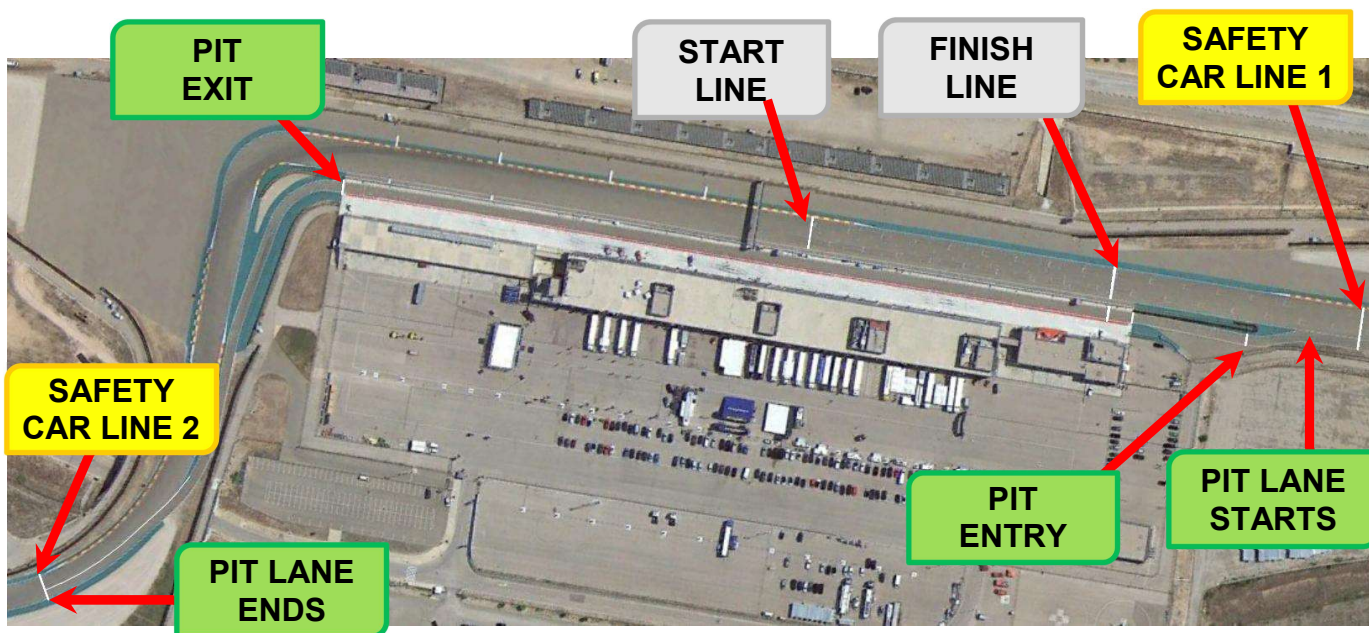 PIT
EXIT
START
LINE
FINISH
LINE
SAFETY
CAR LINE 1
SAFETY
CAR LINE 2
PIT LANE
ENDS
PIT
ENTRY
PIT LANE
STARTS